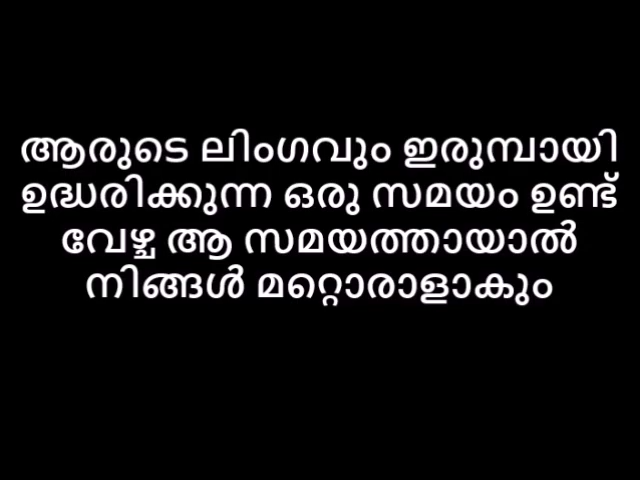 ആരുടെ ലിംഗവും ഇരുമ്പായി
ഉദ്ധരിക്കുന്ന ഒരു സമയം ഉണ്ട്
വേഴ്ച ആ സമയത്തായാൽ
നിങ്ങൾ മറ്റൊരാളാകും